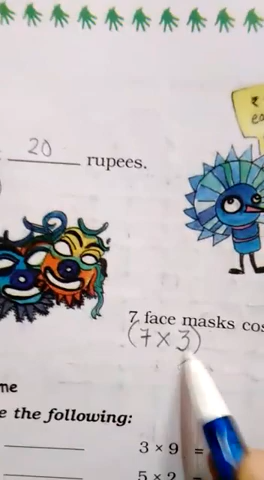 ₹
20 rupees.
7 face masks cos
(7 × 3)
me
e the following:
3 × 9 =
5 × 2 =